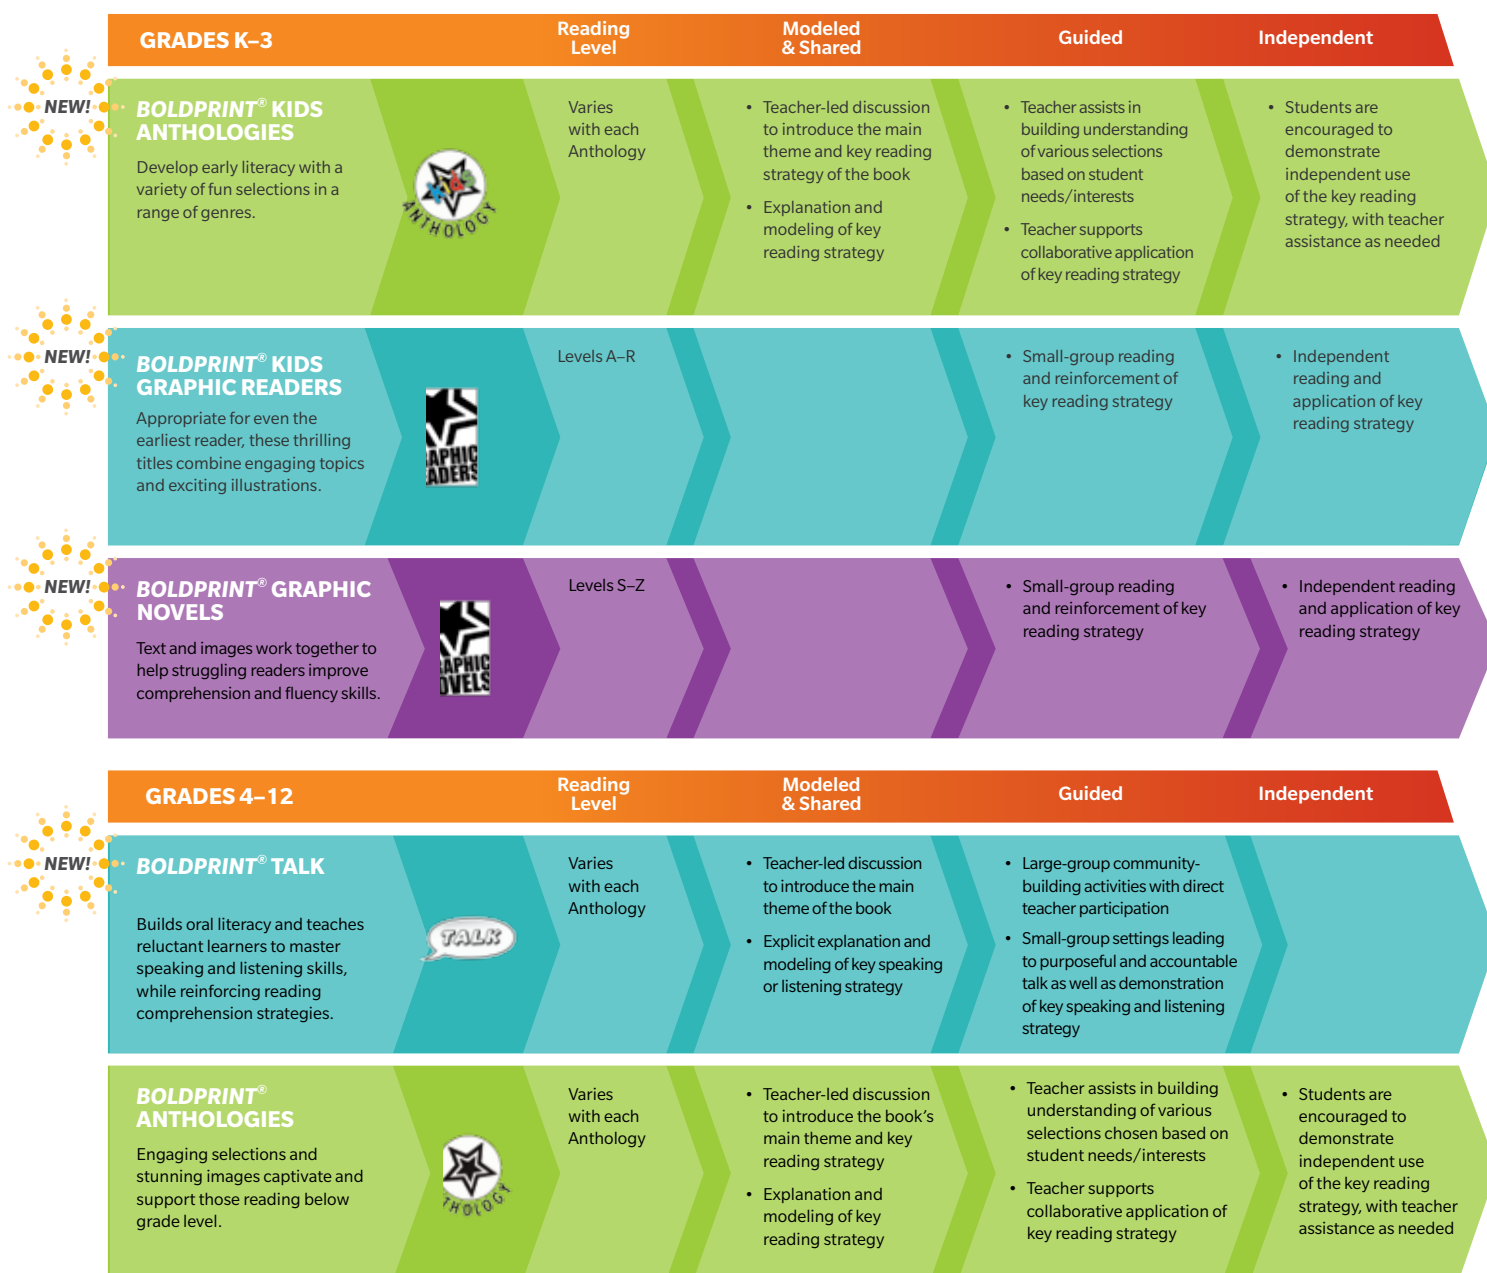 GRADES K–3
Reading
Level
Modeled
& Shared
Guided
Independent
NEW!
BOLDPRINT® KIDS
ANTHOLOGIES
Develop early literacy with a
variety of fun selections in a
range of genres.
Kids
ANTHOLOGY
Varies
with each
Anthology
• Teacher-led discussion
to introduce the main
theme and key reading
strategy of the book
• Explanation and
modeling of key
reading strategy
• Teacher assists in
building understanding
of various selections
based on student
needs/interests
• Teacher supports
collaborative application
of key reading strategy
• Students are
encouraged to
demonstrate
independent use
of the key reading
strategy, with teacher
assistance as needed
NEW!
BOLDPRINT® KIDS
GRAPHIC READERS
Appropriate for even the
earliest reader, these thrilling
titles combine engaging topics
and exciting illustrations.
APHIC
ADERS
Levels A–R
• Small-group reading
and reinforcement of
key reading strategy
• Independent
reading and
application of key
reading strategy
NEW!
BOLDPRINT® GRAPHIC
NOVELS
Text and images work together to
help struggling readers improve
comprehension and fluency skills.
APHIC
OVELS
Levels S–Z
• Small-group reading
and reinforcement of key
reading strategy
• Independent reading
and application of key
reading strategy
GRADES 4–12
Reading
Level
Modeled
& Shared
Guided
Independent
NEW!
BOLDPRINT® TALK
Builds oral literacy and teaches
reluctant learners to master
speaking and listening skills,
while reinforcing reading
comprehension strategies.
TALK
Varies
with each
Anthology
• Teacher-led discussion
to introduce the main
theme of the book
• Explicit explanation and
modeling of key speaking
or listening strategy
• Large-group community-
building activities with direct
teacher participation
• Small-group settings leading
to purposeful and accountable
talk as well as demonstration
of key speaking and listening
strategy
BOLDPRINT®
ANTHOLOGIES
Engaging selections and
stunning images captivate and
support those reading below
grade level.
THOLOGY
Varies
with each
Anthology
• Teacher-led discussion
to introduce the book’s
main theme and key
reading strategy
• Explanation and
modeling of key
reading strategy
• Teacher assists in building
understanding of various
selections chosen based on
student needs/interests
• Teacher supports
collaborative application of
key reading strategy
• Students are
encouraged to
demonstrate
independent use
of the key reading
strategy, with teacher
assistance as needed